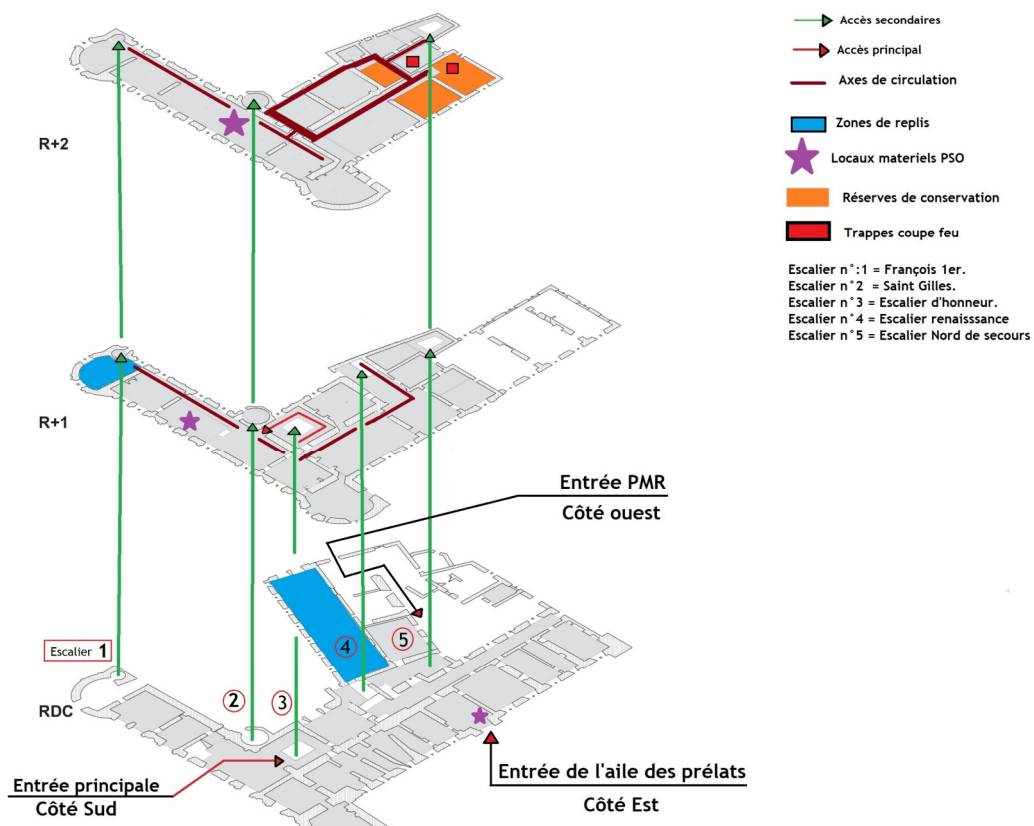 Accès secondaires
Accès principal
Axes de circulation
Zones de replis
Locaux materiels PSO
Réserves de conservation
Trappes coupe feu
Escalier n°:1 = François 1er.
Escalier n°2 = Saint Gilles.
Escalier n°3 = Escalier d'honneur.
Escalier n°4 = Escalier renaisssance
Escalier n°5 = Escalier Nord de secours
R+2
R+1
Entrée PMR
Côté ouest
Escalier 1
4
5
2
3
RDC
Entrée principale
Côté Sud
Entrée de l'aile des prélats
Côté Est